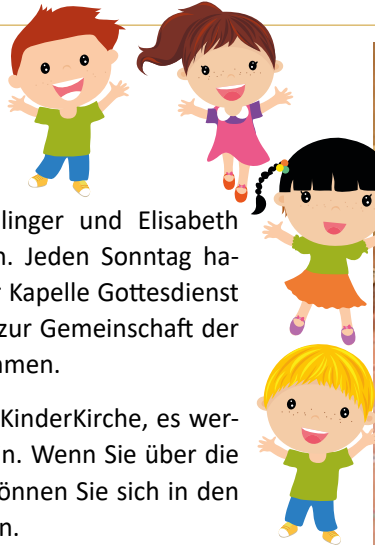 linger und Elisabeth
n. Jeden Sonntag ha-
r Kapelle Gottesdienst
zur Gemeinschaft der
men.
KinderKirche, es wer-
n. Wenn Sie über die
önnen Sie sich in den
n.